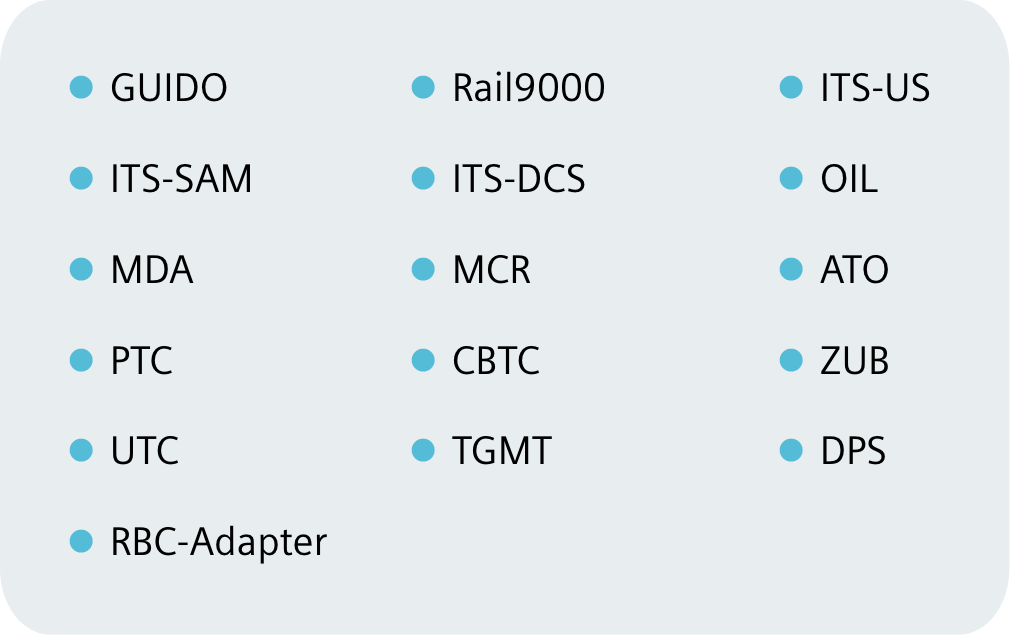 GUIDO
Rail9000
ITS-US
ITS-SAM
ITS-DCS
OIL
MDA
MCR
ATO
PTC
CBTC
ZUB
UTC
TGMT
DPS
RBC-Adapter